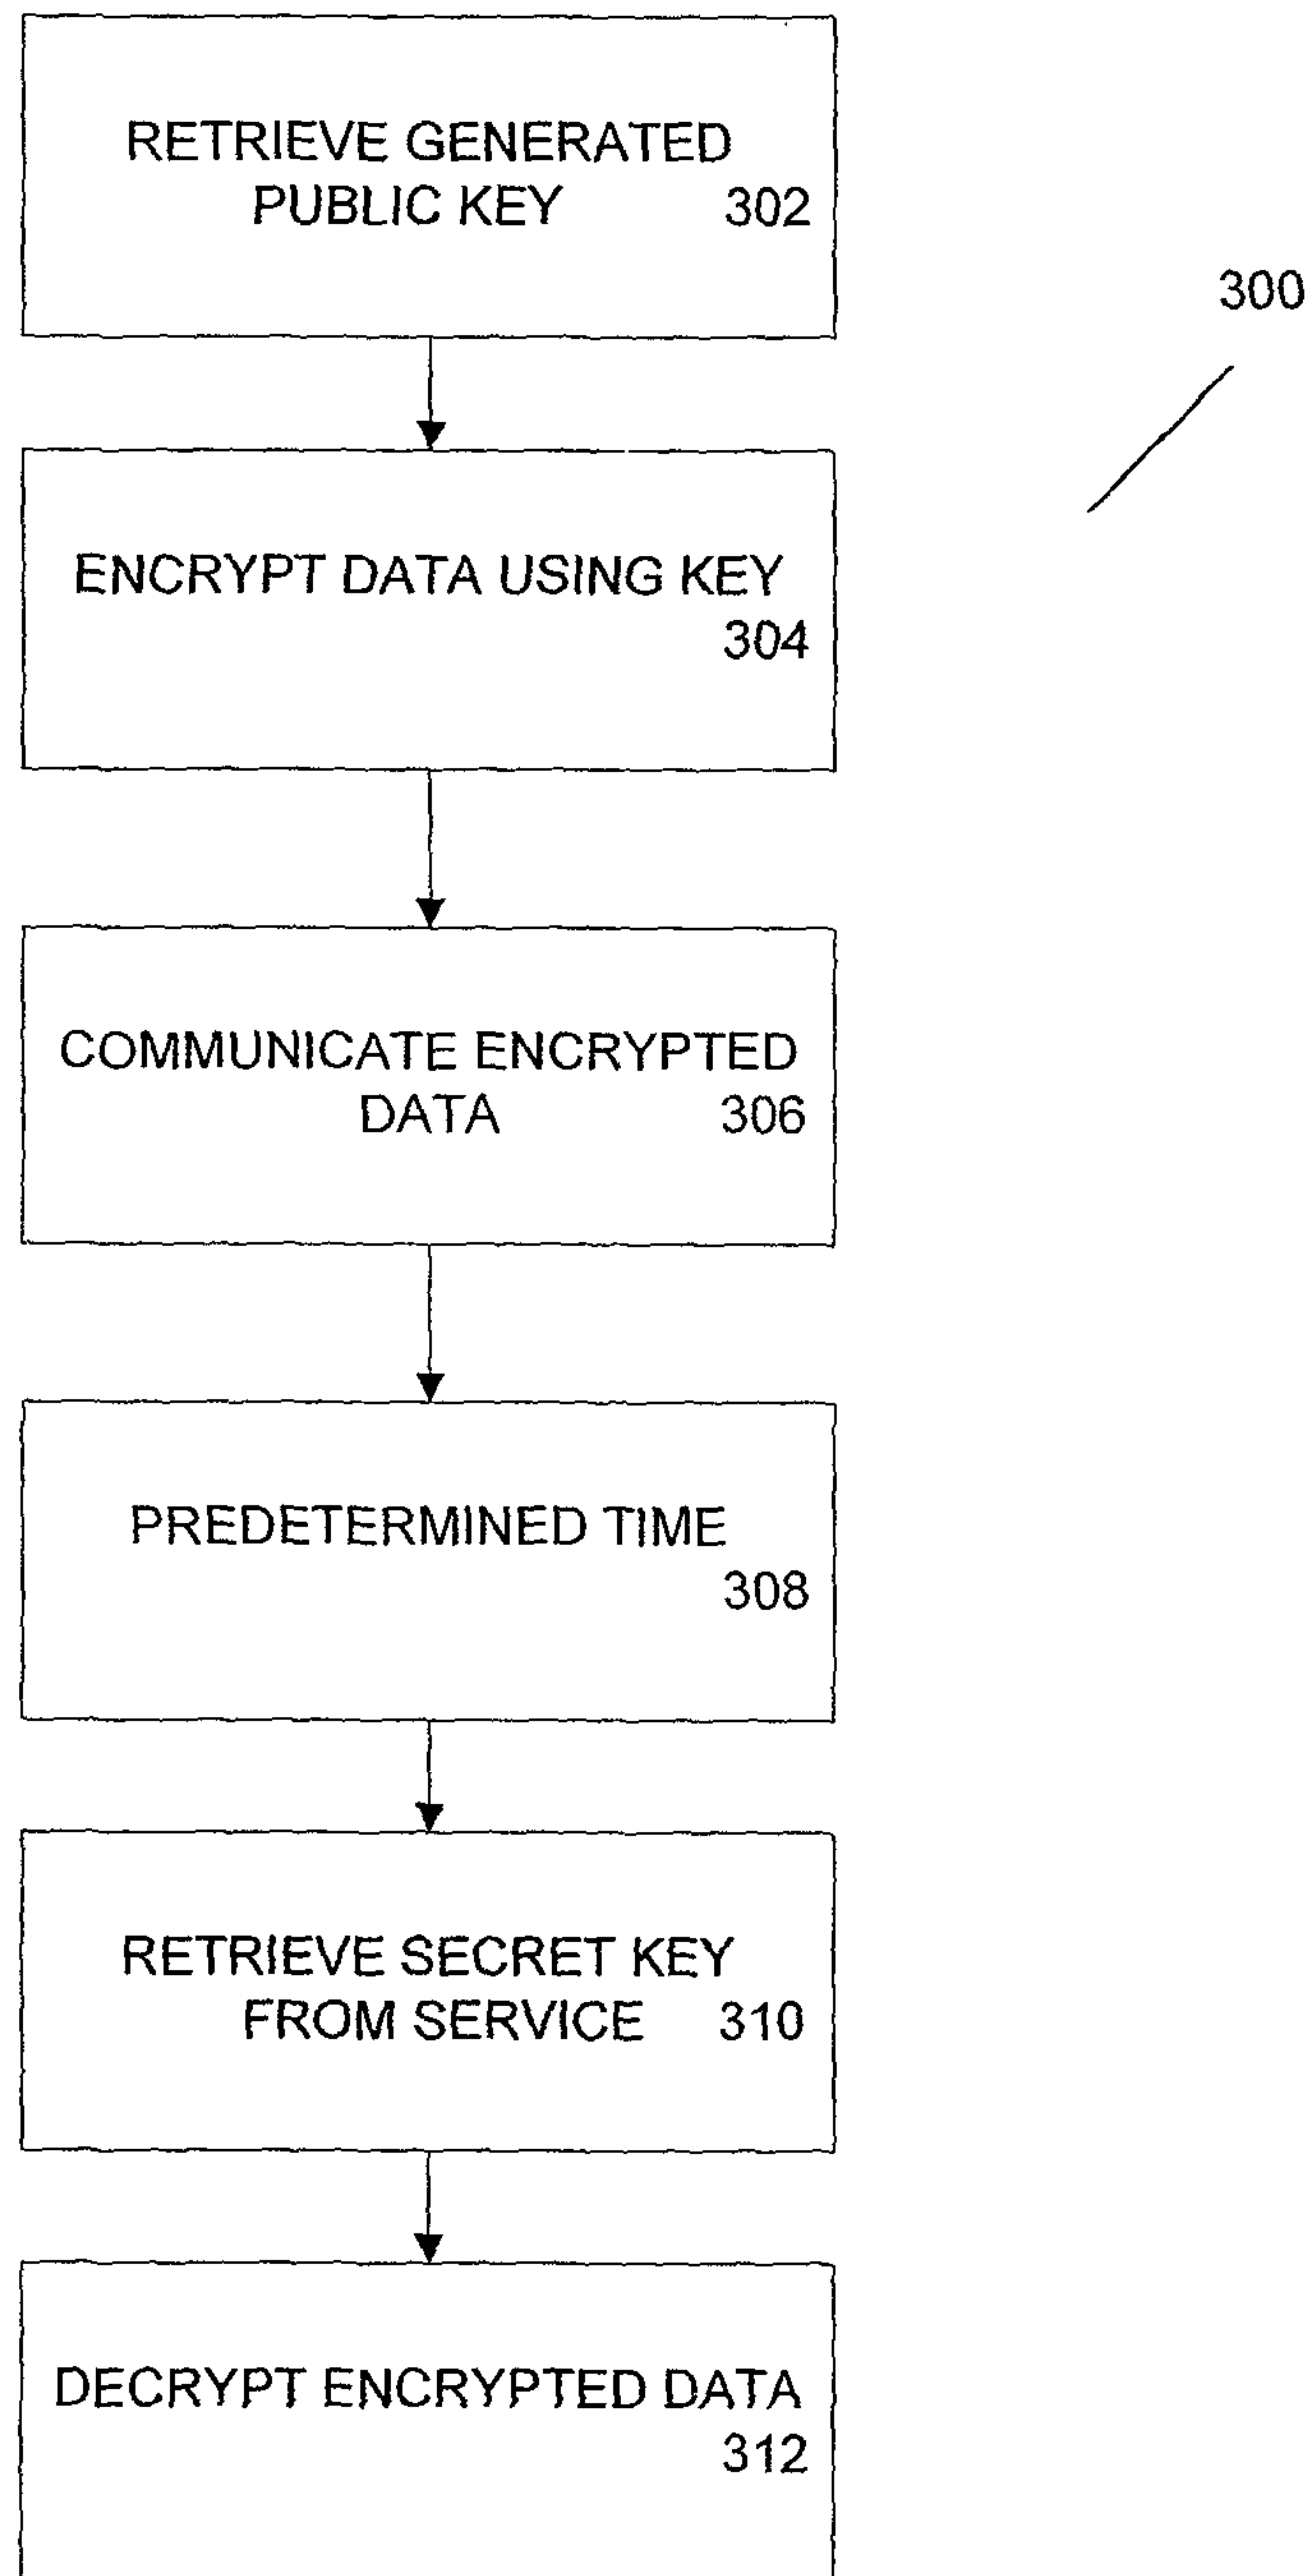 RETRIEVE GENERATED
PUBLIC KEY 302
300
ENCRYPT DATA USING KEY
304
COMMUNICATE ENCRYPTED
DATA 306
PREDETERMINED TIME
308
RETRIEVE SECRET KEY
FROM SERVICE 310
DECRYPT ENCRYPTED DATA
312